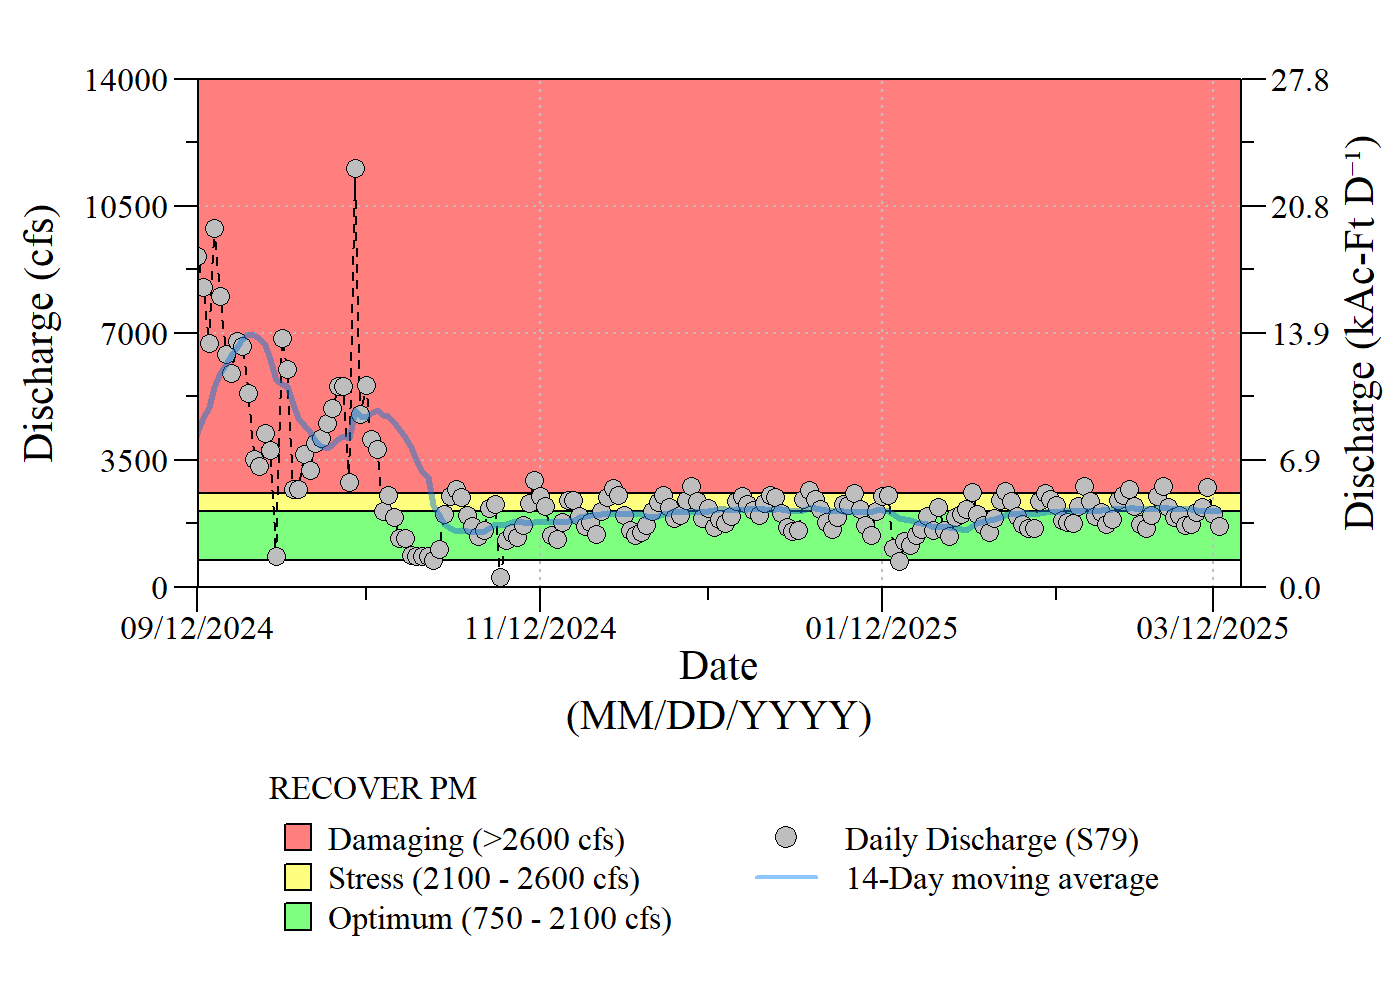 14000
10500
7000
3500
0
27.8
20.8
13.9
6.9
0.0
Discharge (cfs)
Discharge (kAc-Ft D⁻¹)
09/12/2024
11/12/2024
01/12/2025
03/12/2025
Date
(MM/DD/YYYY)
RECOVER PM
Damaging (>2600 cfs)
Stress (2100 - 2600 cfs)
Optimum (750 - 2100 cfs)
Daily Discharge (S79)
14-Day moving average